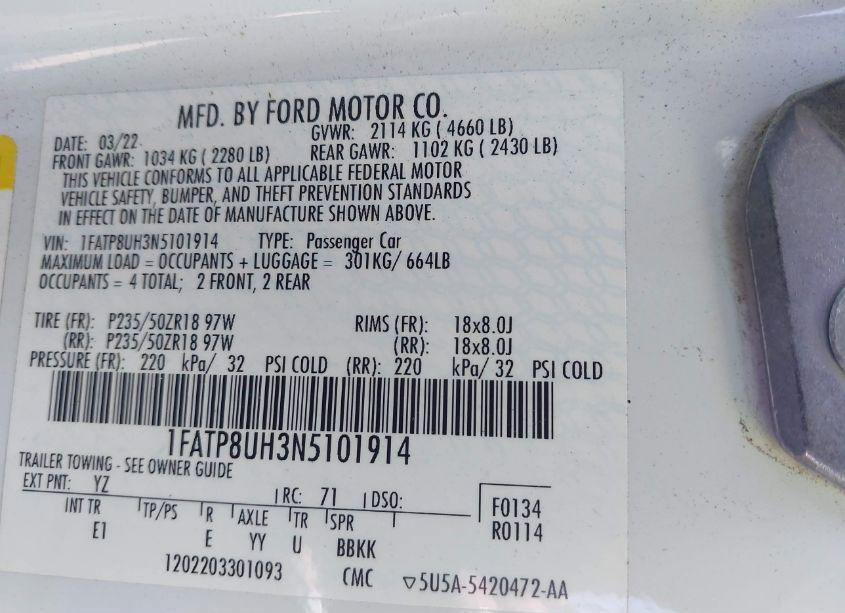 MFD. BY FORD MOTOR CO.
DATE: 03/22 GVWR: 2114 KG ( 4660 LB)
FRONT GAWR: 1034 KG ( 2280 LB) REAR GAWR: 1102 KG ( 2430 LB)
THIS VEHICLE CONFORMS TO ALL APPLICABLE FEDERAL MOTOR
VEHICLE SAFETY, BUMPER, AND THEFT PREVENTION STANDARDS
IN EFFECT ON THE DATE OF MANUFACTURE SHOWN ABOVE.
VIN: 1FATP8UH3N5101914 TYPE: Passenger Car
MAXIMUM LOAD = OCCUPANTS + LUGGAGE = 301KG/ 664LB
OCCUPANTS = 4 TOTAL; 2 FRONT, 2 REAR
TIRE (FR): P235/50ZR18 97W RIMS (FR): 18x8.0J
(RR): P235/50ZR18 97W (RR): 18x8.0J
PRESSURE (FR): 220 kPa/ 32 PSI COLD (RR): 220 kPa/ 32 PSI COLD
1FATP8UH3N5101914
TRAILER TOWING - SEE OWNER GUIDE
EXT PNT: YZ RC: 71 DSO: F0134
INT TR TP/PS R AXLE TR SPR R0114
E1 E YY U BBKK
1202203301093 CMC ▽5U5A-5420472-AA